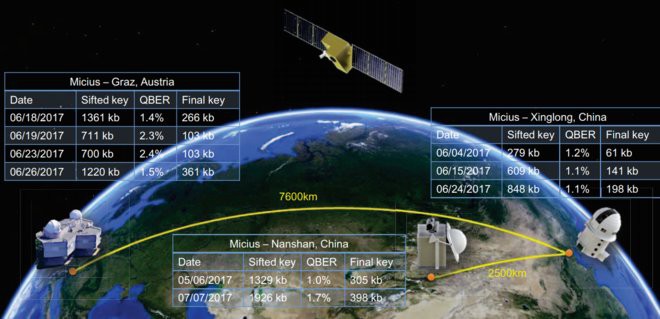 Micius – Graz, Austria
Date Sifted key QBER Final key
06/18/2017 1361 kb 1.4% 266 kb
06/19/2017 711 kb 2.3% 103 kb
06/23/2017 700 kb 2.4% 103 kb
06/26/2017 1220 kb 1.5% 361 kb
Micius – Xinglong, China
Date Sifted key QBER Final key
06/04/2017 279 kb 1.2% 61 kb
06/15/2017 609 kb 1.1% 141 kb
06/24/2017 848 kb 1.1% 198 kb
7600km
Micius – Nanshan, China
Date Sifted key QBER Final key
05/06/2017 1329 kb 1.0% 305 kb
07/07/2017 1926 kb 1.7% 398 kb
2500km